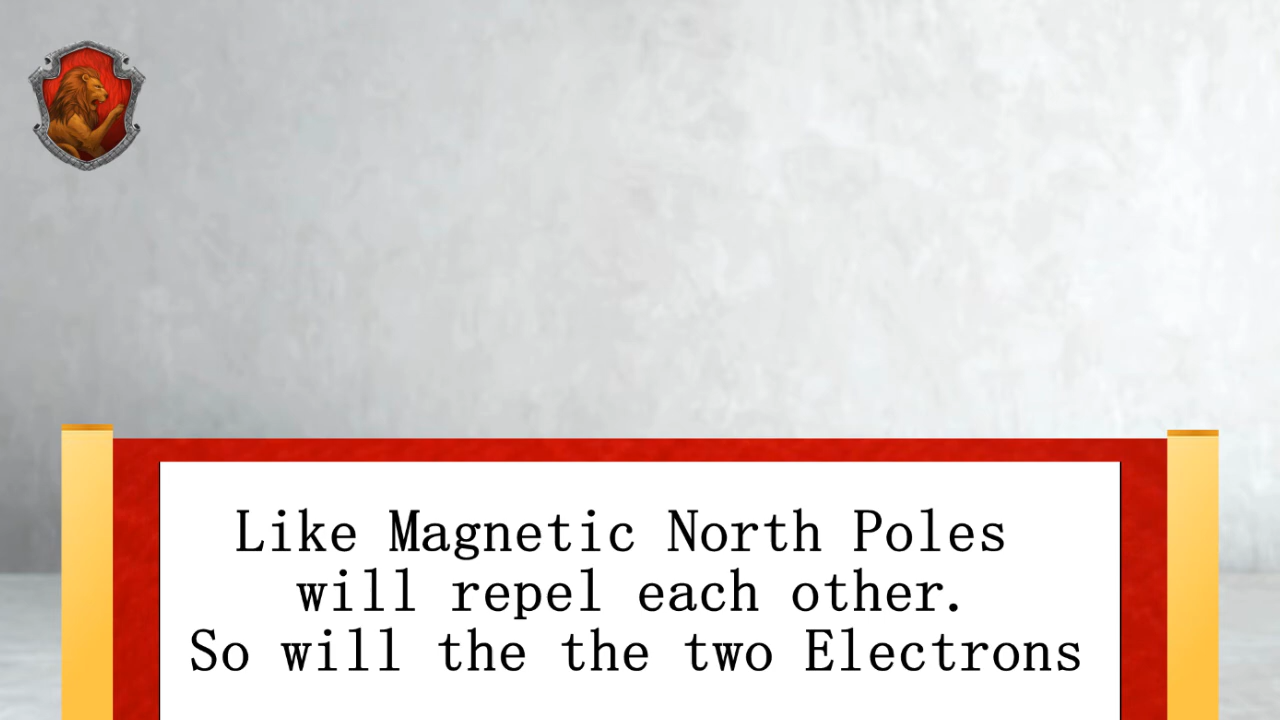 Like Magnetic North Poles
will repel each other.
So will the the two Electrons